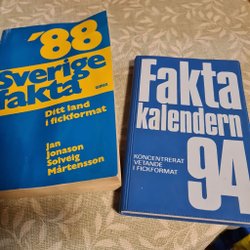 '88
Sverige
fakta
Ditt land
i fickformat
Jan
Jonason
Solveig
Mårtensson
Fakta
kalendern
94
KONCENTRERAT
VETANDE
I FICKFORMAT